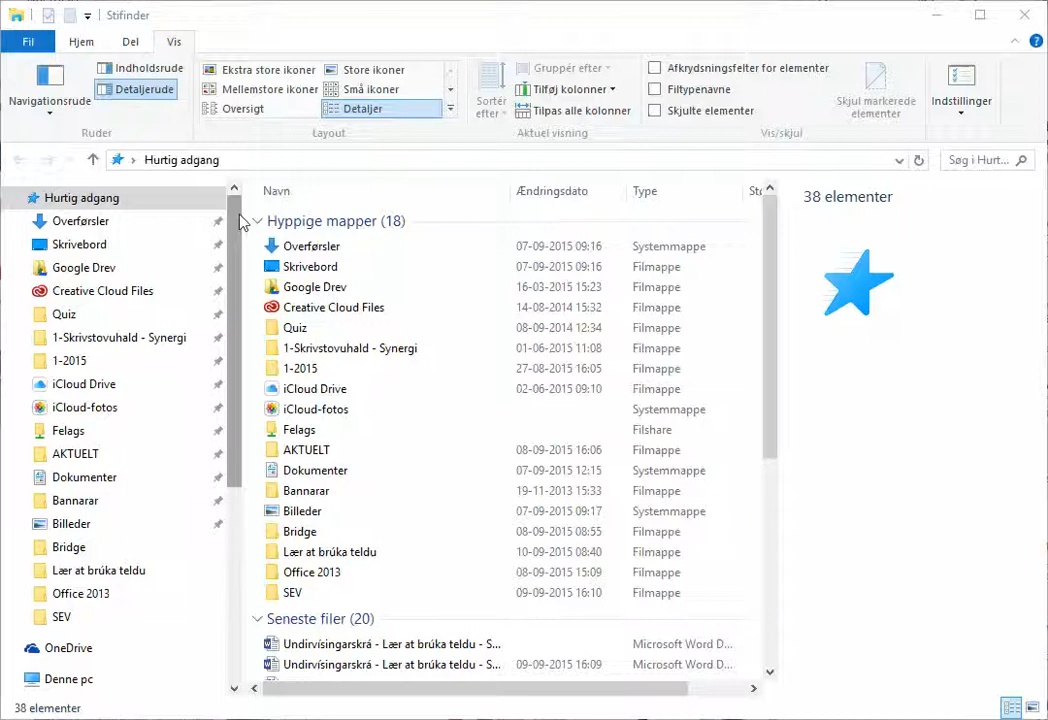 Stifinder
Fil Hjem Del Vis
Navigationsrude
Indholdsrude
Detaljerude
Ruder
Ekstra store ikoner Store ikoner
Mellemstore ikoner Små ikoner
Oversigt Detaljer
Layout
Sorter efter
Gruppér efter
Tilføj kolonner
Tilpas alle kolonner
Aktuel visning
Afkrydsningsfelter for elementer
Filtypenavne
Skjulte elementer
Skjul markerede elementer
Vis/skjul
Indstillinger
Hurtig adgang
Søg i Hurt...
Hurtig adgang
Overførsler
Skrivebord
Google Drev
Creative Cloud Files
Quiz
1-Skrivstovuhald - Synergi
1-2015
iCloud Drive
iCloud-fotos
Felags
AKTUELT
Dokumenter
Bannarar
Billeder
Bridge
Lær at brúka teldu
Office 2013
SEV
OneDrive
Denne pc
Navn Ændringsdato Type Stø
Hyppige mapper (18)
Overførsler 07-09-2015 09:16 Systemmappe
Skrivebord 07-09-2015 09:16 Filmappe
Google Drev 16-03-2015 15:23 Filmappe
Creative Cloud Files 14-08-2014 15:32 Filmappe
Quiz 08-09-2014 12:34 Filmappe
1-Skrivstovuhald - Synergi 01-06-2015 11:08 Filmappe
1-2015 27-08-2015 16:05 Filmappe
iCloud Drive 02-06-2015 09:10 Filmappe
iCloud-fotos Systemmappe
Felags Filshare
AKTUELT 08-09-2015 16:06 Filmappe
Dokumenter 07-09-2015 12:15 Systemmappe
Bannarar 19-11-2013 15:33 Filmappe
Billeder 07-09-2015 09:17 Systemmappe
Bridge 08-09-2015 08:55 Filmappe
Lær at brúka teldu 10-09-2015 08:40 Filmappe
Office 2013 08-09-2015 15:09 Filmappe
SEV 09-09-2015 16:10 Filmappe
Seneste filer (20)
Undirvísingarskrá - Lær at brúka teldu - S... Microsoft Word D...
Undirvísingarskrá - Lær at brúka teldu - S... 09-09-2015 16:09 Microsoft Word D...
38 elementer
38 elementer